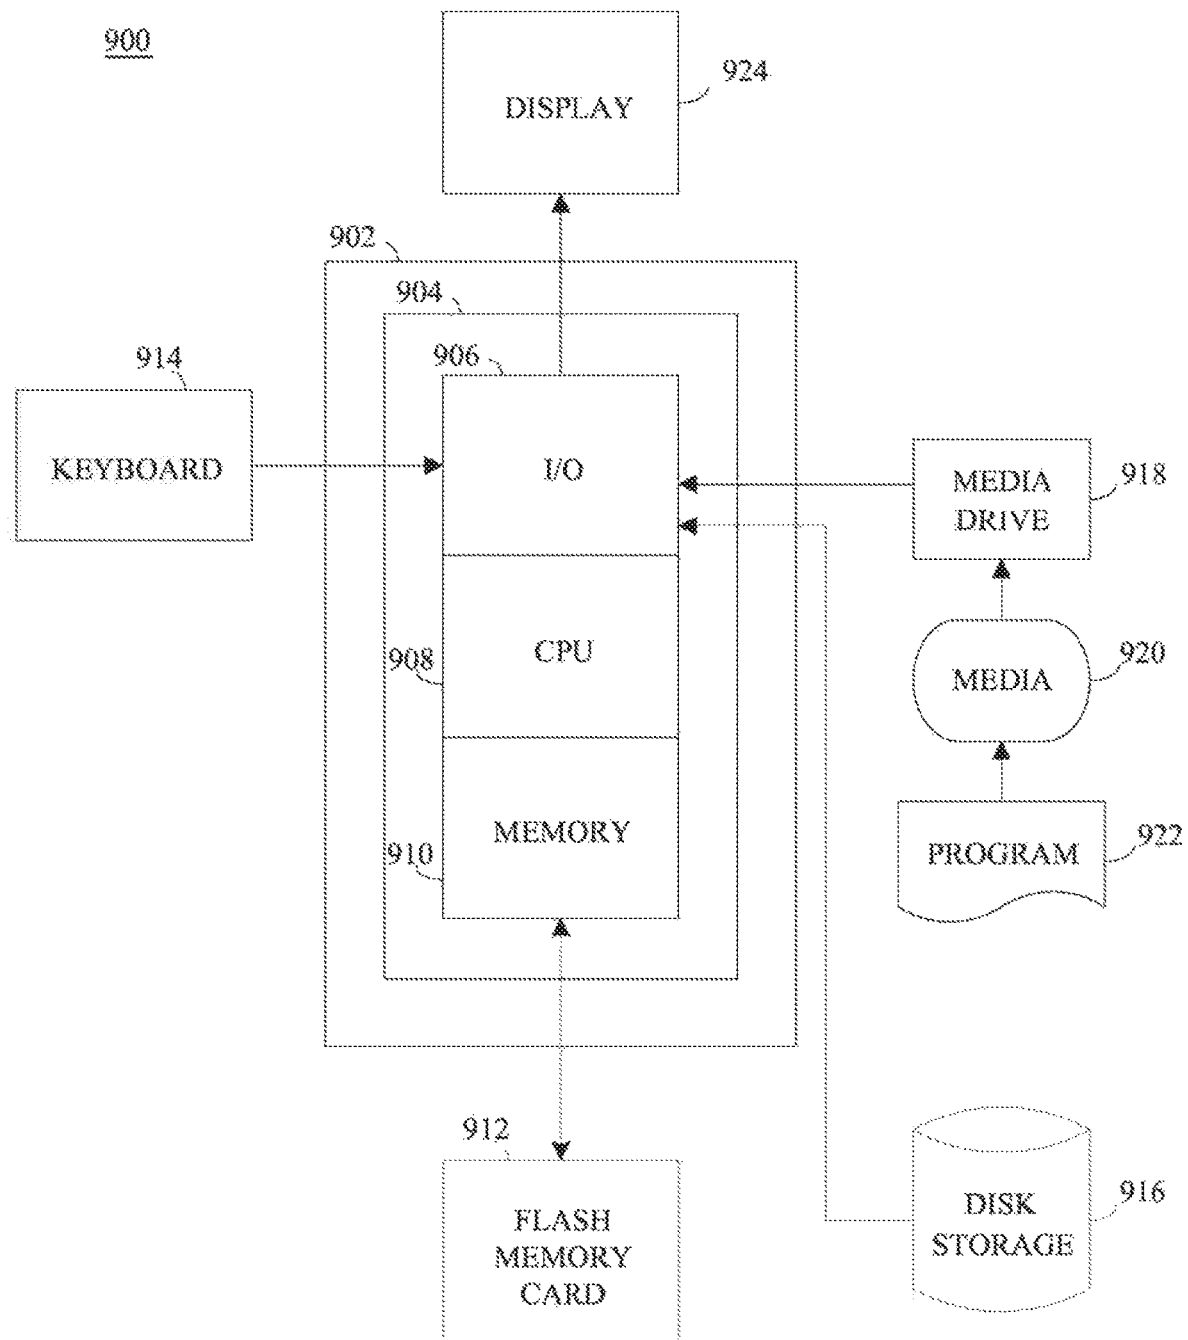 900
DISPLAY
924
902
904
906
914
KEYBOARD
I/O
MEDIA
DRIVE
918
908
CPU
MEDIA
920
910
MEMORY
PROGRAM
922
912
FLASH
MEMORY
CARD
DISK
STORAGE
916